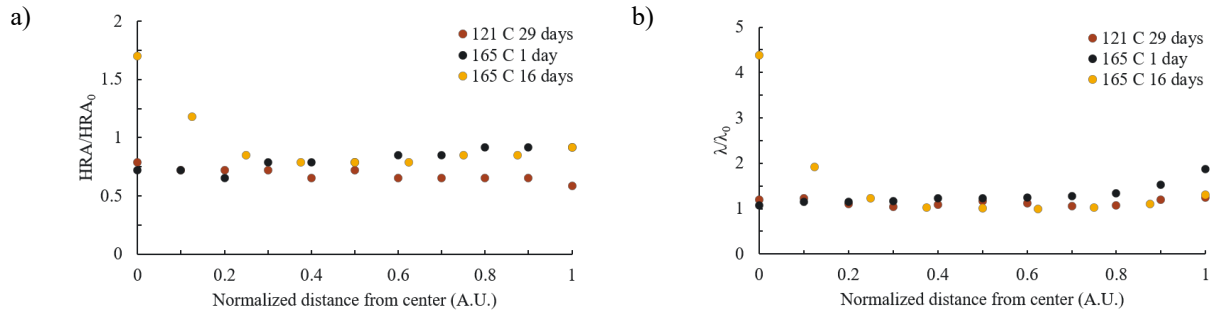 a)
2
1.5
1
0.5
0
HRA/HRA₀
0 0.2 0.4 0.6 0.8 1
Normalized distance from center (A.U.)
121 C 29 days
165 C 1 day
165 C 16 days
b)
5
4
3
2
1
0
λ/λ₀
0 0.2 0.4 0.6 0.8 1
Normalized distance from center (A.U.)
121 C 29 days
165 C 1 day
165 C 16 days